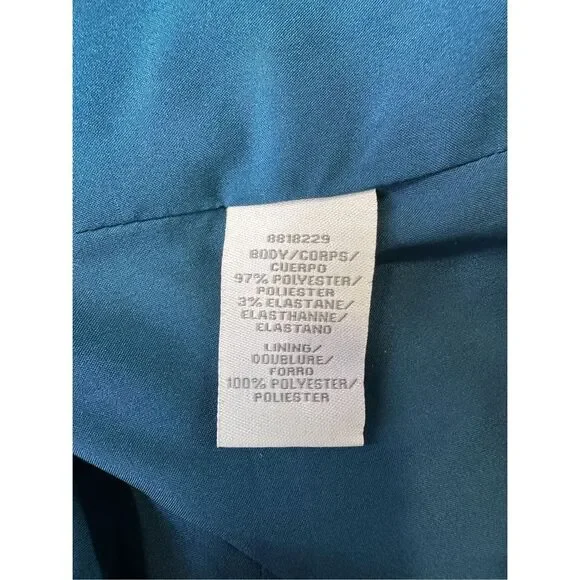 8818229
BODY/CORPS/
CUERPO
97% POLYESTER/
POLIESTER
3% ELASTANE/
ELASTHANNE/
ELASTANO
LINING/
DOUBLURE/
FORRO
100% POLYESTER/
POLIESTER